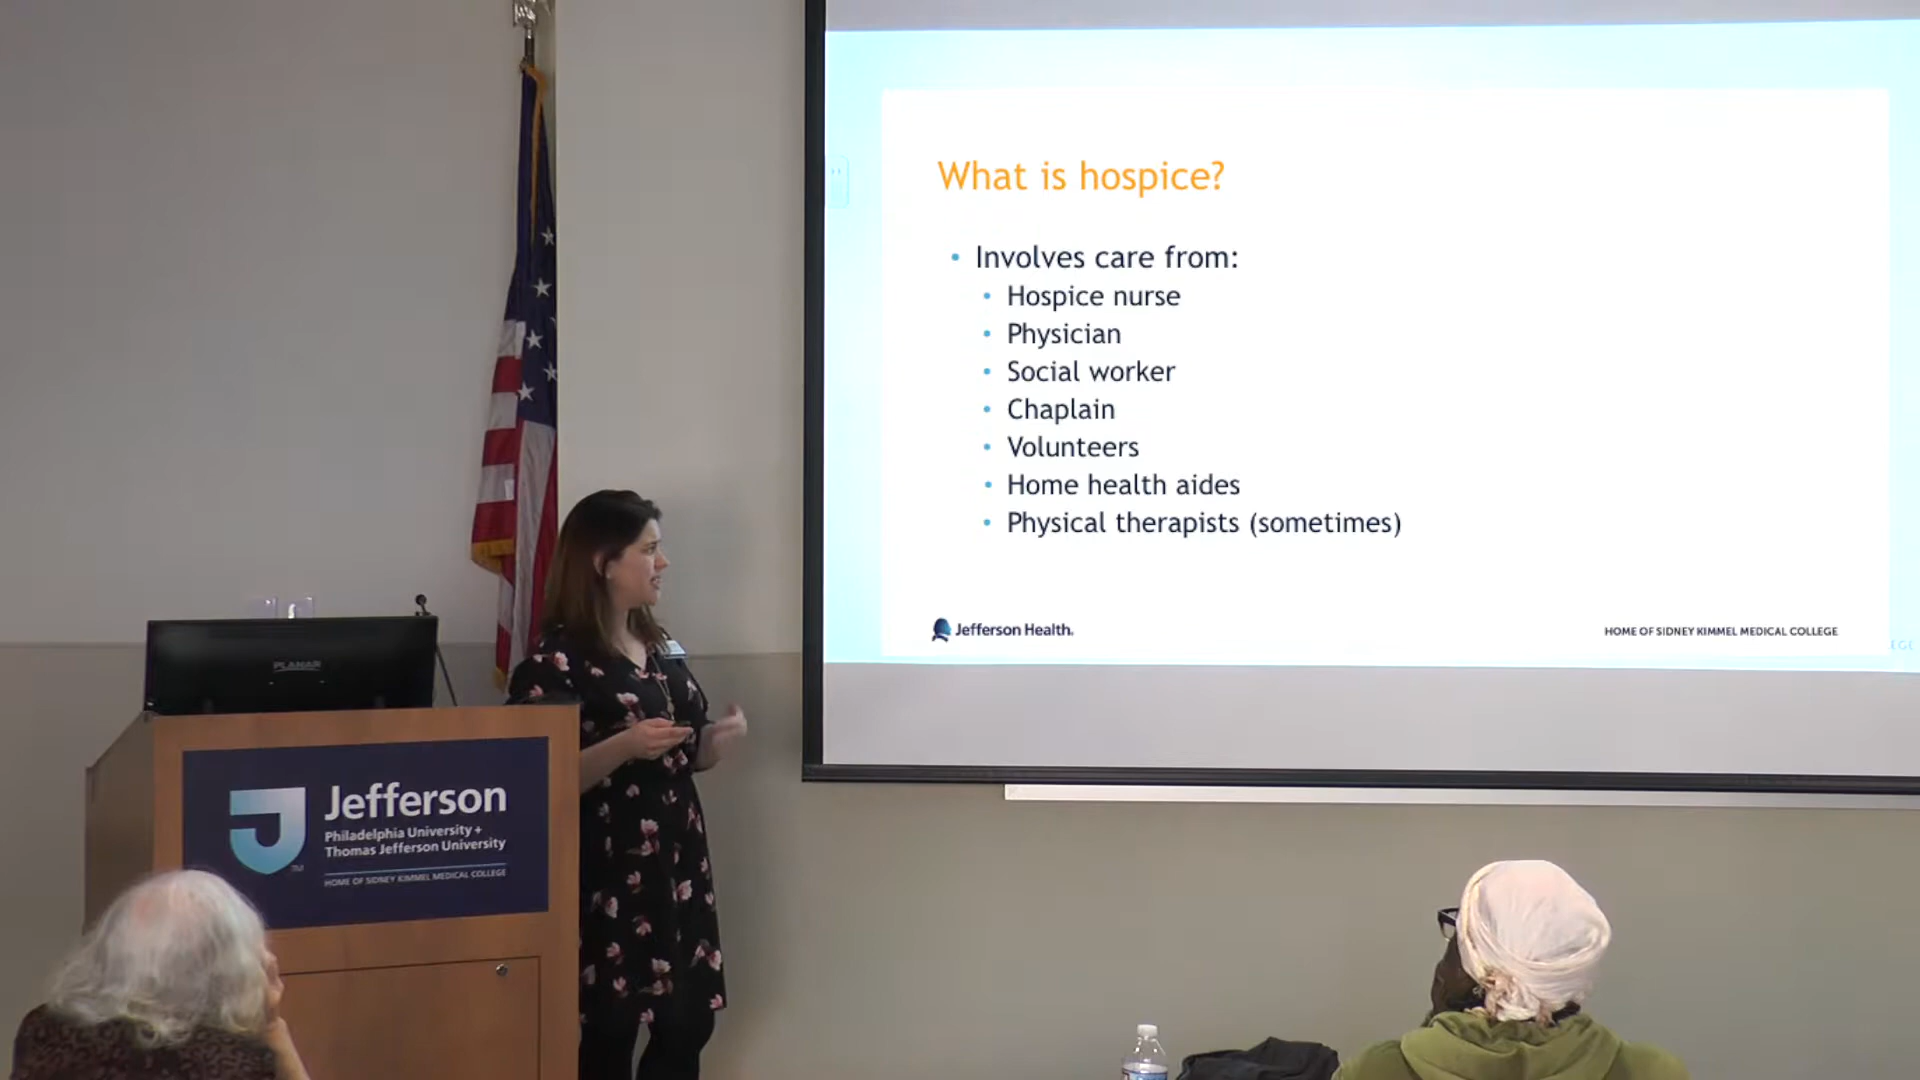 What is hospice?
• Involves care from:
• Hospice nurse
• Physician
• Social worker
• Chaplain
• Volunteers
• Home health aides
• Physical therapists (sometimes)
Jefferson Health.
HOME OF SIDNEY KIMMEL MEDICAL COLLEGE
PLANAR
Jefferson
Philadelphia University +
Thomas Jefferson University
HOME OF SIDNEY KIMMEL MEDICAL COLLEGE
TM